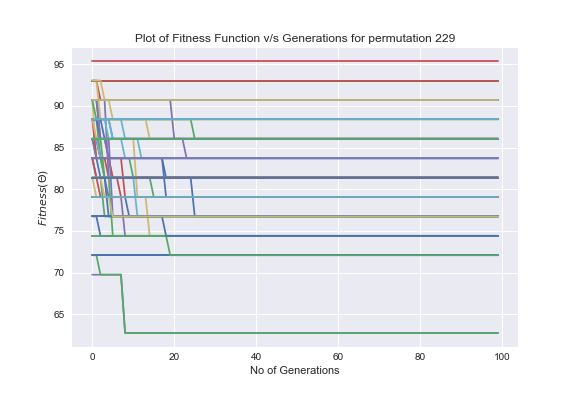 Plot of Fitness Function v/s Generations for permutation 229
95
90
85
80
75
70
65
Fitness(Θ)
0 20 40 60 80 100
No of Generations